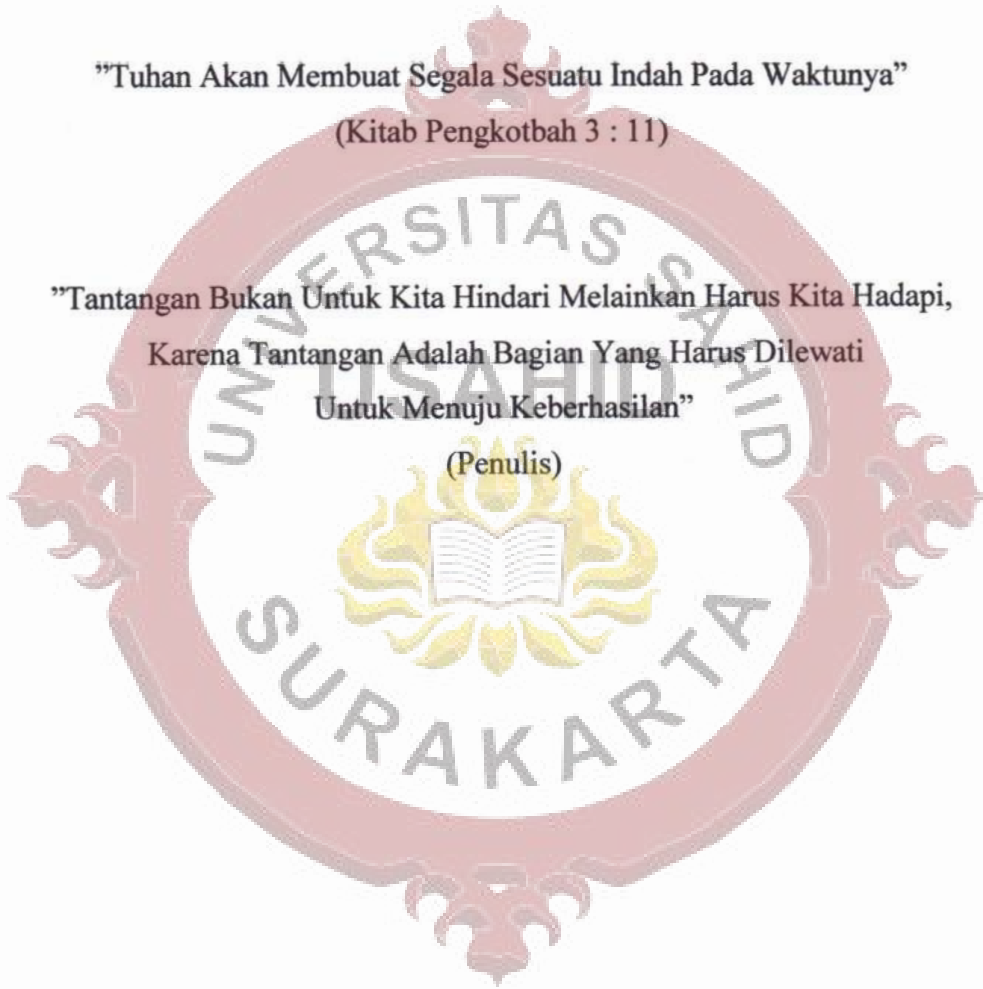 ”Tuhan Akan Membuat Segala Sesuatu Indah Pada Waktunya”
(Kitab Pengkotbah 3 : 11)
UNIVERSITAS SAHID
”Tantangan Bukan Untuk Kita Hindari Melainkan Harus Kita Hadapi,
Karena Tantangan Adalah Bagian Yang Harus Dilewati
USAHID
Untuk Menuju Keberhasilan”
(Penulis)
SURAKARTA